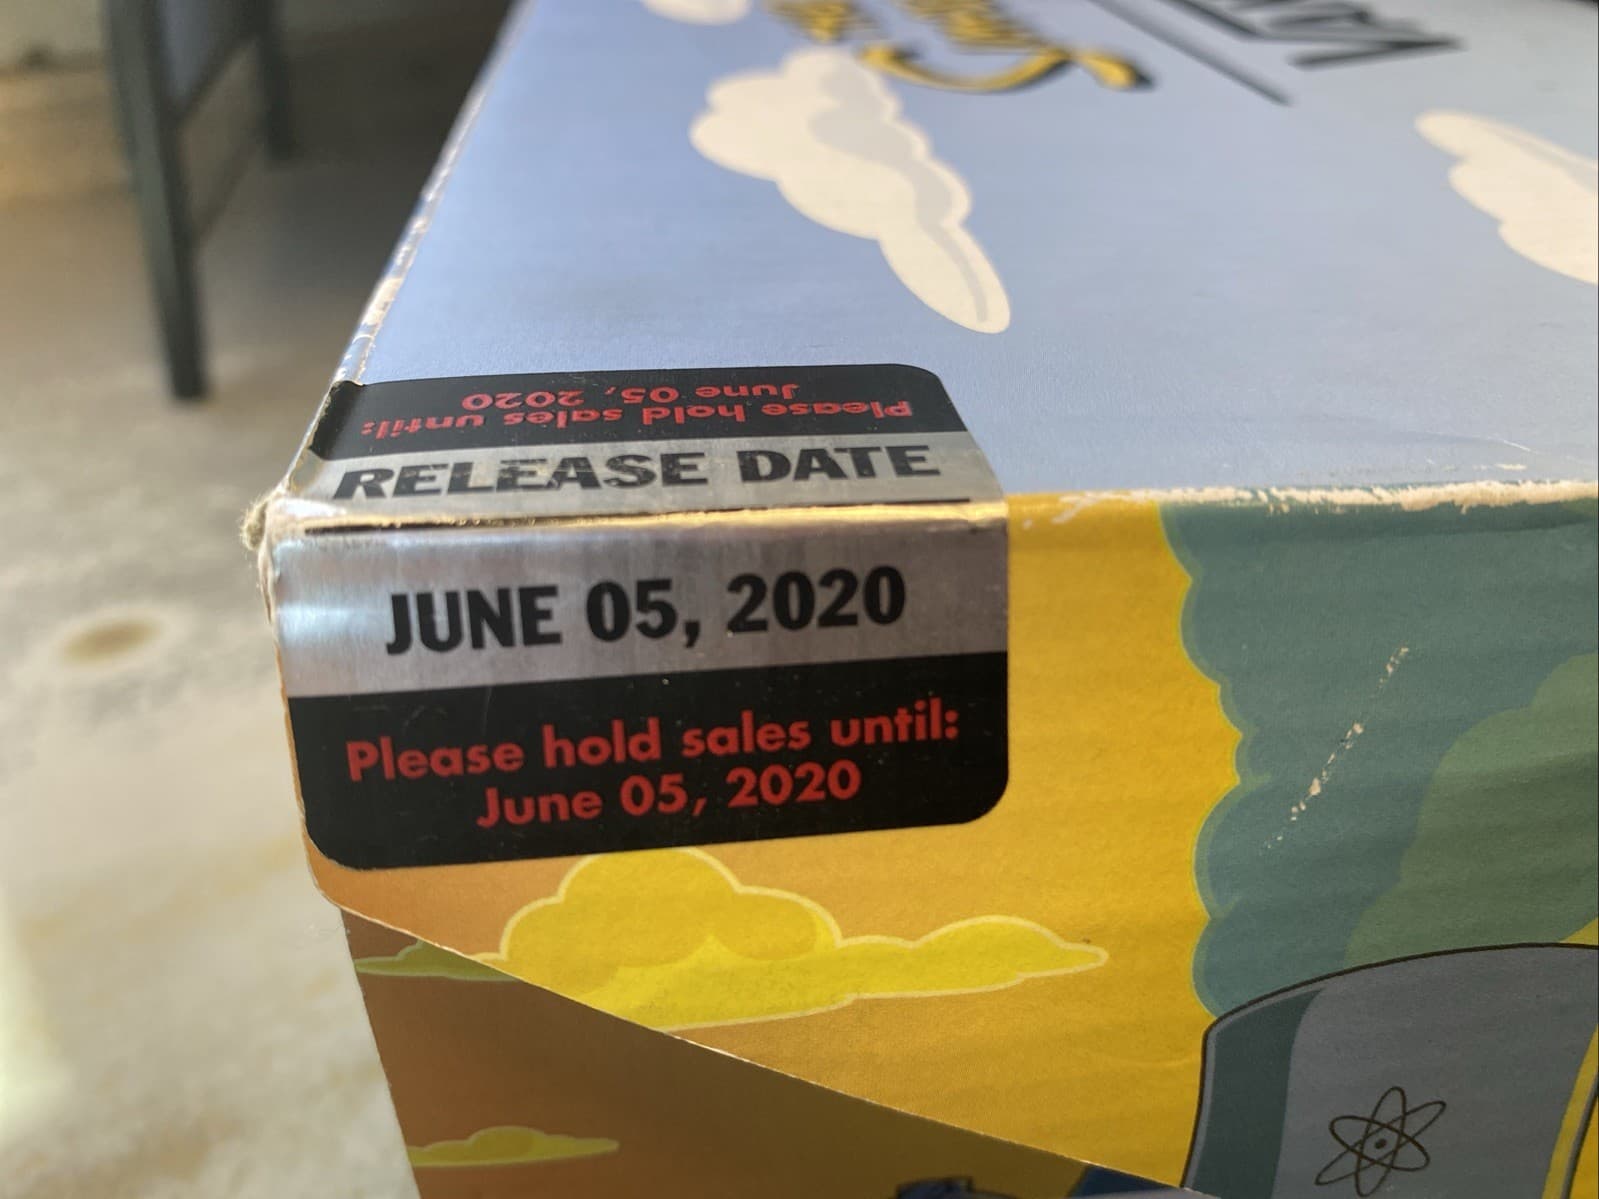 Please hold sales until:
June 05, 2020
RELEASE DATE
JUNE 05, 2020
Please hold sales until:
June 05, 2020